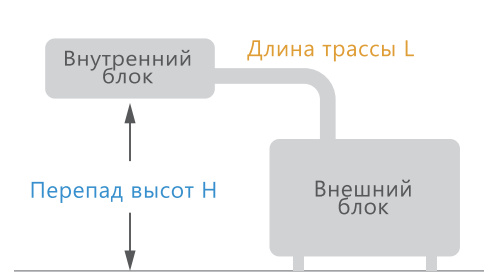 Длина трассы L
Внутренний
блок
Перепад высот H
Внешний
блок